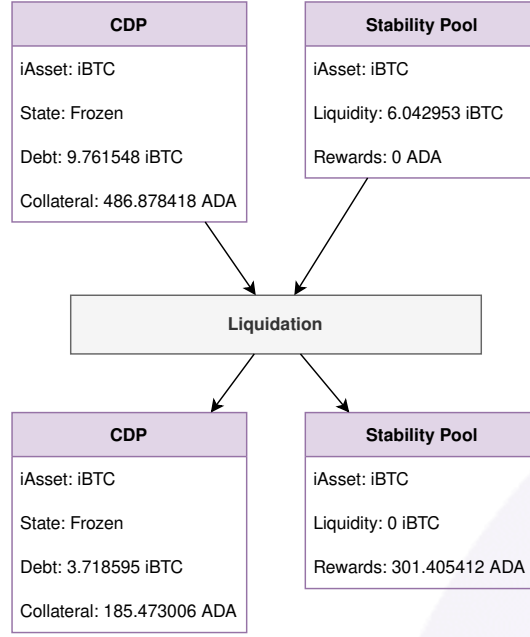 CDP
iAsset: iBTC
State: Frozen
Debt: 9.761548 iBTC
Collateral: 486.878418 ADA
Stability Pool
iAsset: iBTC
Liquidity: 6.042953 iBTC
Rewards: 0 ADA
Liquidation
CDP
iAsset: iBTC
State: Frozen
Debt: 3.718595 iBTC
Collateral: 185.473006 ADA
Stability Pool
iAsset: iBTC
Liquidity: 0 iBTC
Rewards: 301.405412 ADA